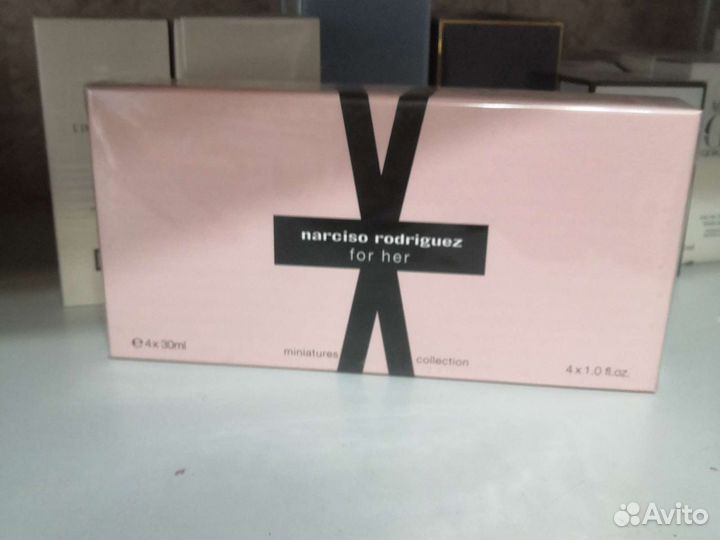 narciso rodriguez
for her
℮4 x 30ml
miniatures collection
4 x 1.0 fl.oz.
Avito